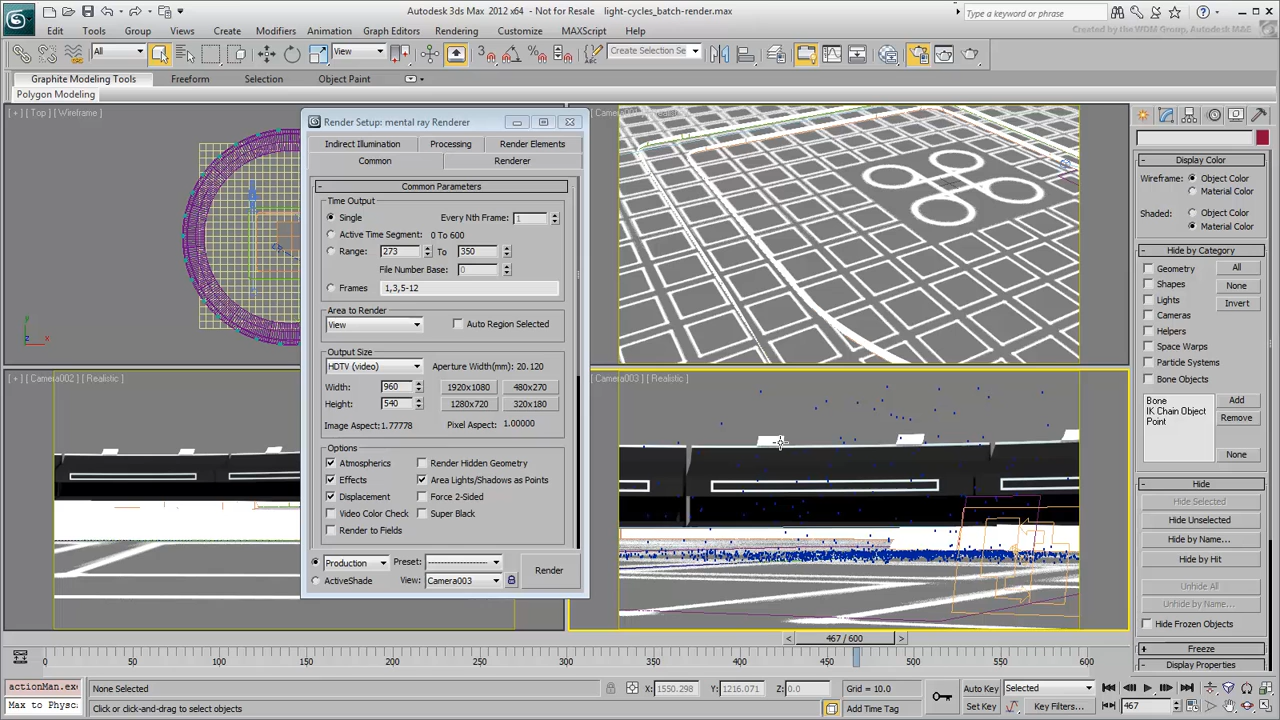 Autodesk 3ds Max 2012 x64 - Not for Resale light-cycles_batch-render.max
Type a keyword or phrase
Created by the WDM Group, Autodesk M&E
Edit Tools Group Views Create Modifiers Animation Graph Editors Rendering Customize MAXScript Help
All View 3 Create Selection Se
Graphite Modeling Tools Freeform Selection Object Paint
Polygon Modeling
[ + ] [ Top ] [ Wireframe ]
Render Setup: mental ray Renderer
Indirect Illumination Processing Render Elements
Common Renderer
- Common Parameters
Time Output
Single Every Nth Frame: 1
Active Time Segment: 0 To 600
Range: 273 To 350
File Number Base: 0
Frames 1,3,5-12
Area to Render
View Auto Region Selected
Output Size
HDTV (video) Aperture Width(mm): 20.120
Width: 960 1920x1080 480x270
Height: 540 1280x720 320x180
Image Aspect: 1.77778 Pixel Aspect: 1.00000
Options
Atmospherics Render Hidden Geometry
Effects Area Lights/Shadows as Points
Displacement Force 2-Sided
Video Color Check Super Black
Render to Fields
Production Preset: --------------------
ActiveShade View: Camera003 Render
[ + ] [ Camera002 ] [ Realistic ]
Camera003 ] [ Realistic ]
- Display Color
Wireframe: Object Color
Material Color
Shaded: Object Color
Material Color
- Hide by Category
Geometry All
Shapes None
Lights Invert
Cameras
Helpers
Space Warps
Particle Systems
Bone Objects
Bone Add
IK Chain Object Remove
Point
None
- Hide
Hide Selected
Hide Unselected
Hide by Name...
Hide by Hit
Unhide All
Unhide by Name...
Hide Frozen Objects
+ Freeze
Display Properties
< 467 / 600 >
0 50 100 150 200 250 300 350 400 450 500 550 600
actionMan.exe None Selected X: 1550.298 Y: 1216.071 Z: 0.0 Grid = 10.0 Auto Key Selected
Max to Physc Click or click-and-drag to select objects Add Time Tag Set Key Key Filters... 467